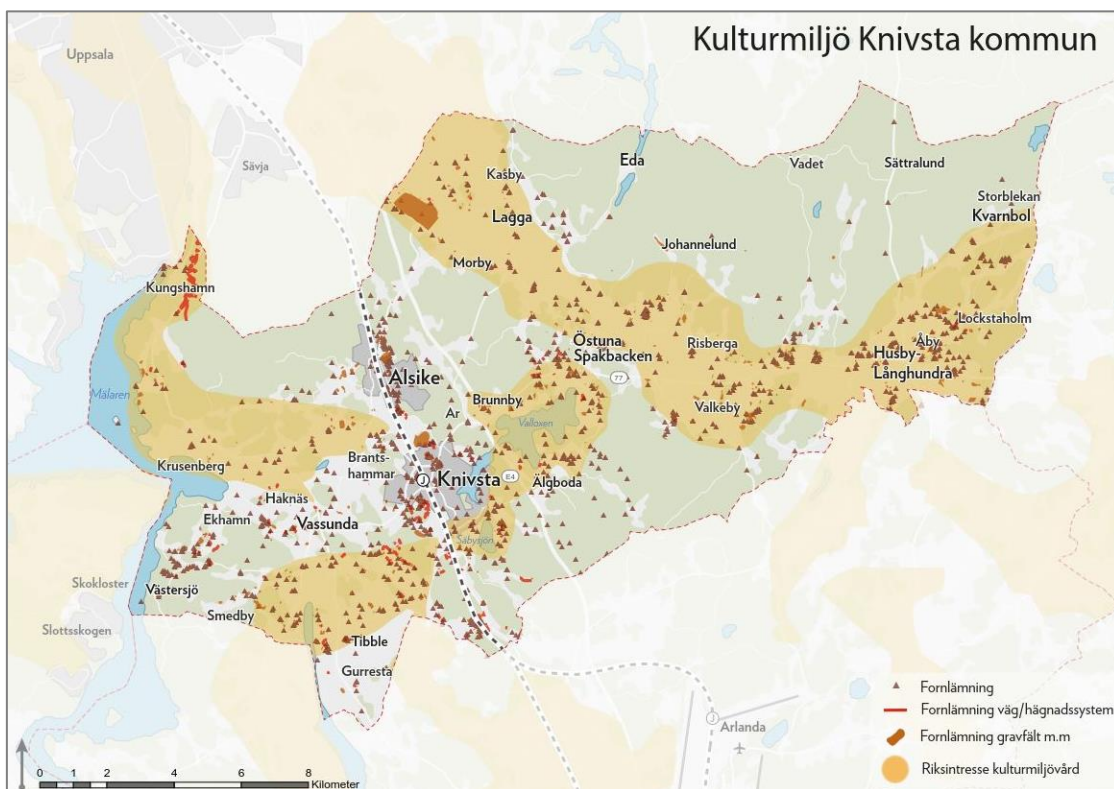 Kulturmiljö Knivsta kommun
Uppsala
Sävja
Kasby
Eda
Vadet
Sättralund
Storblekan
Kvarnbol
Lagga
Johannelund
Morby
Kungshamn
Lockstaholm
Östuna
Spakbacken
Risberga
Åby
Husby-
Långhundra
77
Alsike
Mälaren
Brunnby
Valkeby
Ar
Valloxen
Brants-
hammar
Krusenberg
J
Knivsta
E4
Älgboda
Haknäs
Ekhamn
Vassunda
Säbysjön
Skokloster
Västersjö
Smedby
Slottsskogen
Tibble
Gurresta
J
Arlanda
Fornlämning
Fornlämning väg/hägnadssystem
Fornlämning gravfält m.m
Riksintresse kulturmiljövård
0 1 2 4 6 8
Kilometer